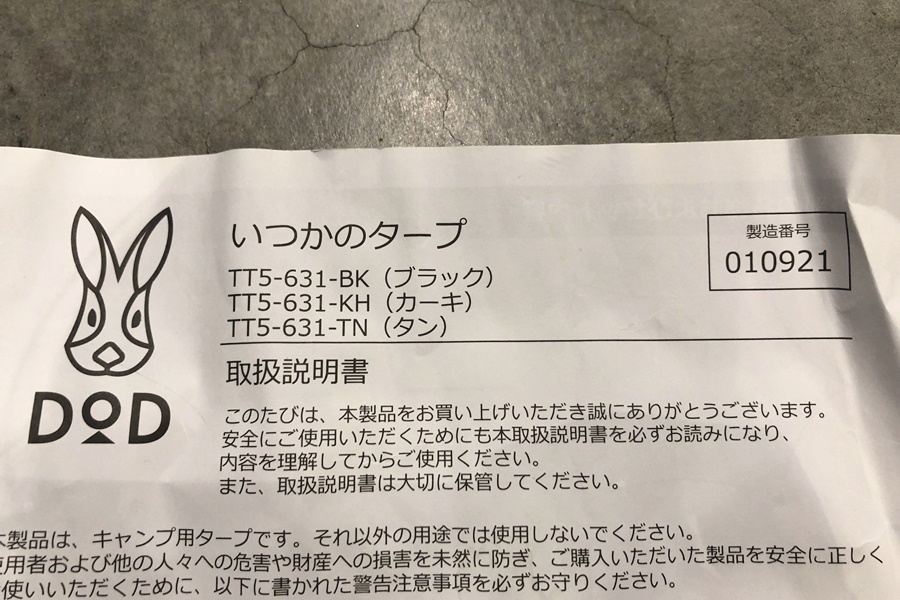 いつかのタープ
TT5-631-BK（ブラック）
TT5-631-KH（カーキ）
TT5-631-TN（タン）
製造番号
010921
DOD
取扱説明書
このたびは、本製品をお買い上げいただき誠にありがとうございます。
安全にご使用いただくためにも本取扱説明書を必ずお読みになり、
内容を理解してからご使用ください。
また、取扱説明書は大切に保管してください。
本製品は、キャンプ用タープです。それ以外の用途では使用しないでください。
使用者および他の人々への危害や財産への損害を未然に防ぎ、ご購入いただいた製品を安全に正しく
お使いいただくために、以下に書かれた警告注意事項を必ずお守りください。